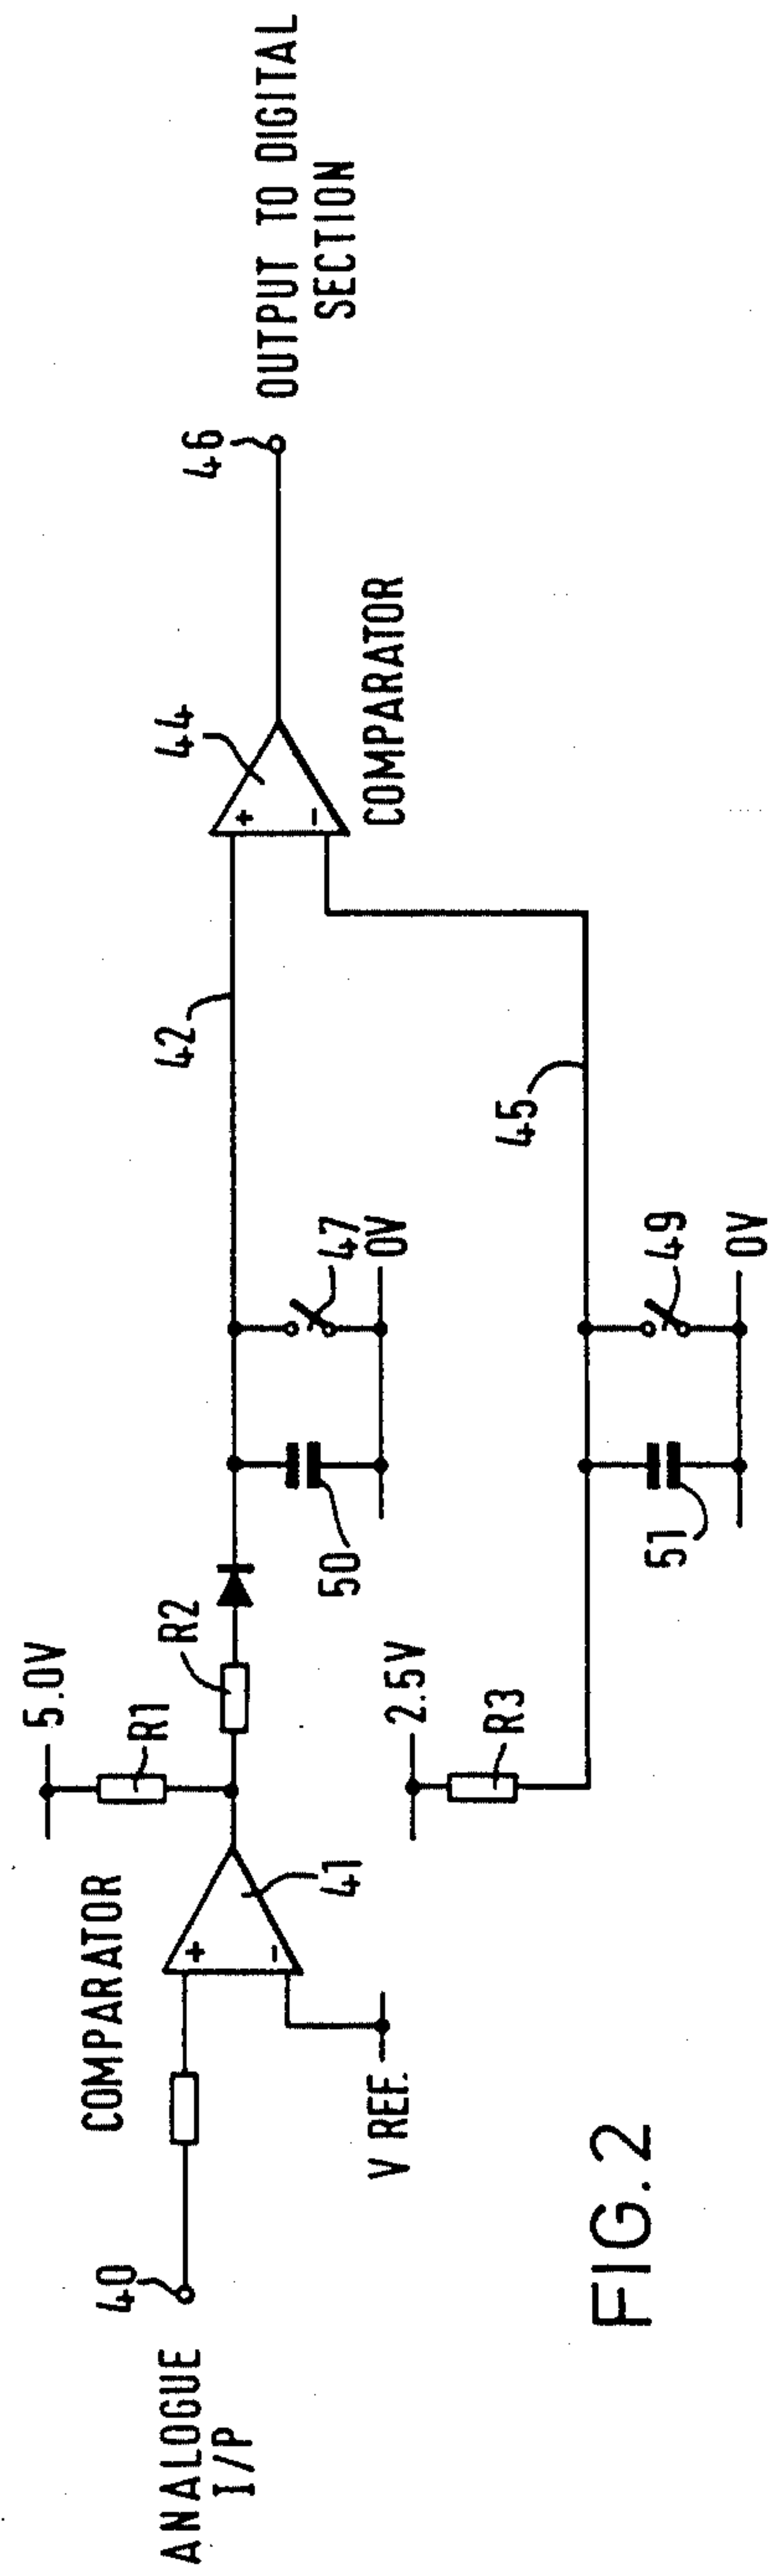 ANALOGUE
I/P
40
COMPARATOR
+
-
41
V REF.
5.0V
R1
R2
50
47
0V
42
2.5V
R3
51
49
0V
45
44
+
-
COMPARATOR
46
OUTPUT TO DIGITAL
SECTION
FIG. 2